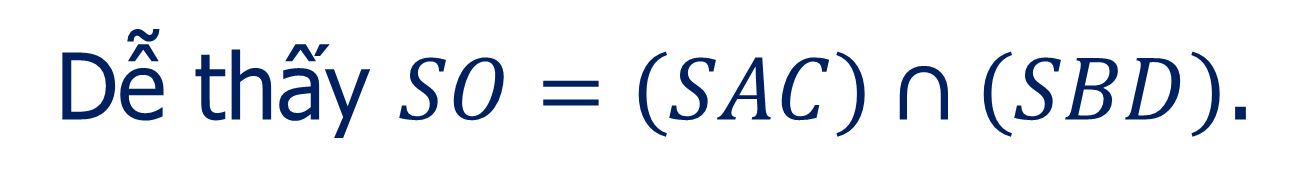 Dễ thấy SO = (SAC) ∩ (SBD).